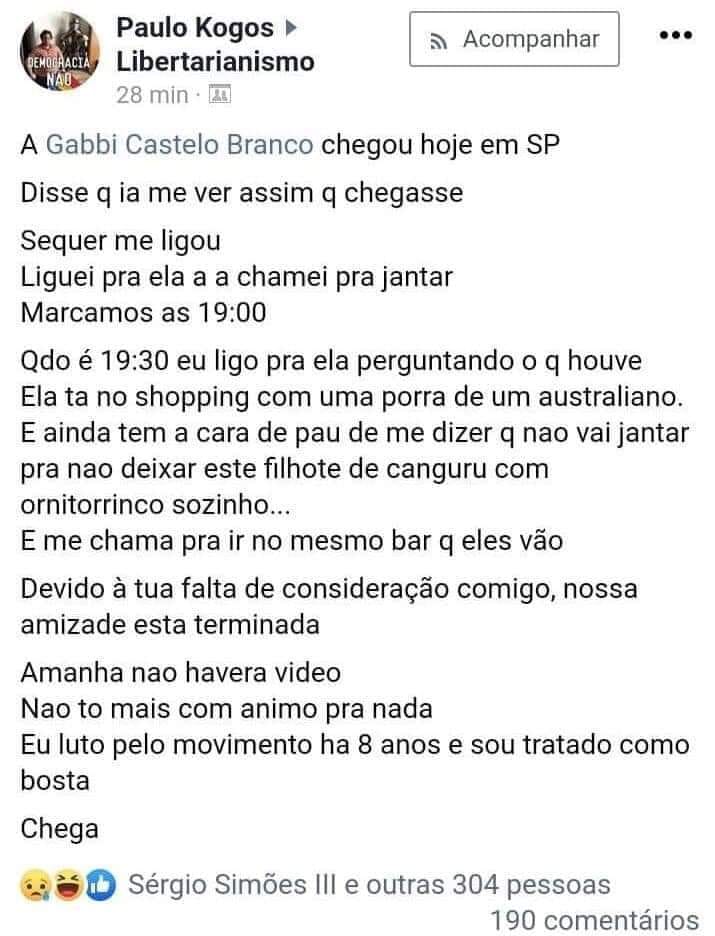 Paulo Kogos ▶
Libertarianismo
28 min ·
Acompanhar
DEMOCRACIA
NÃO
A Gabbi Castelo Branco chegou hoje em SP
Disse q ia me ver assim q chegasse
Sequer me ligou
Liguei pra ela a a chamei pra jantar
Marcamos as 19:00
Qdo é 19:30 eu ligo pra ela perguntando o q houve
Ela ta no shopping com uma porra de um australiano.
E ainda tem a cara de pau de me dizer q nao vai jantar
pra nao deixar este filhote de canguru com
ornitorrinco sozinho...
E me chama pra ir no mesmo bar q eles vão
Devido à tua falta de consideração comigo, nossa
amizade esta terminada
Amanha nao havera video
Nao to mais com animo pra nada
Eu luto pelo movimento ha 8 anos e sou tratado como
bosta
Chega
Sérgio Simões III e outras 304 pessoas
190 comentários